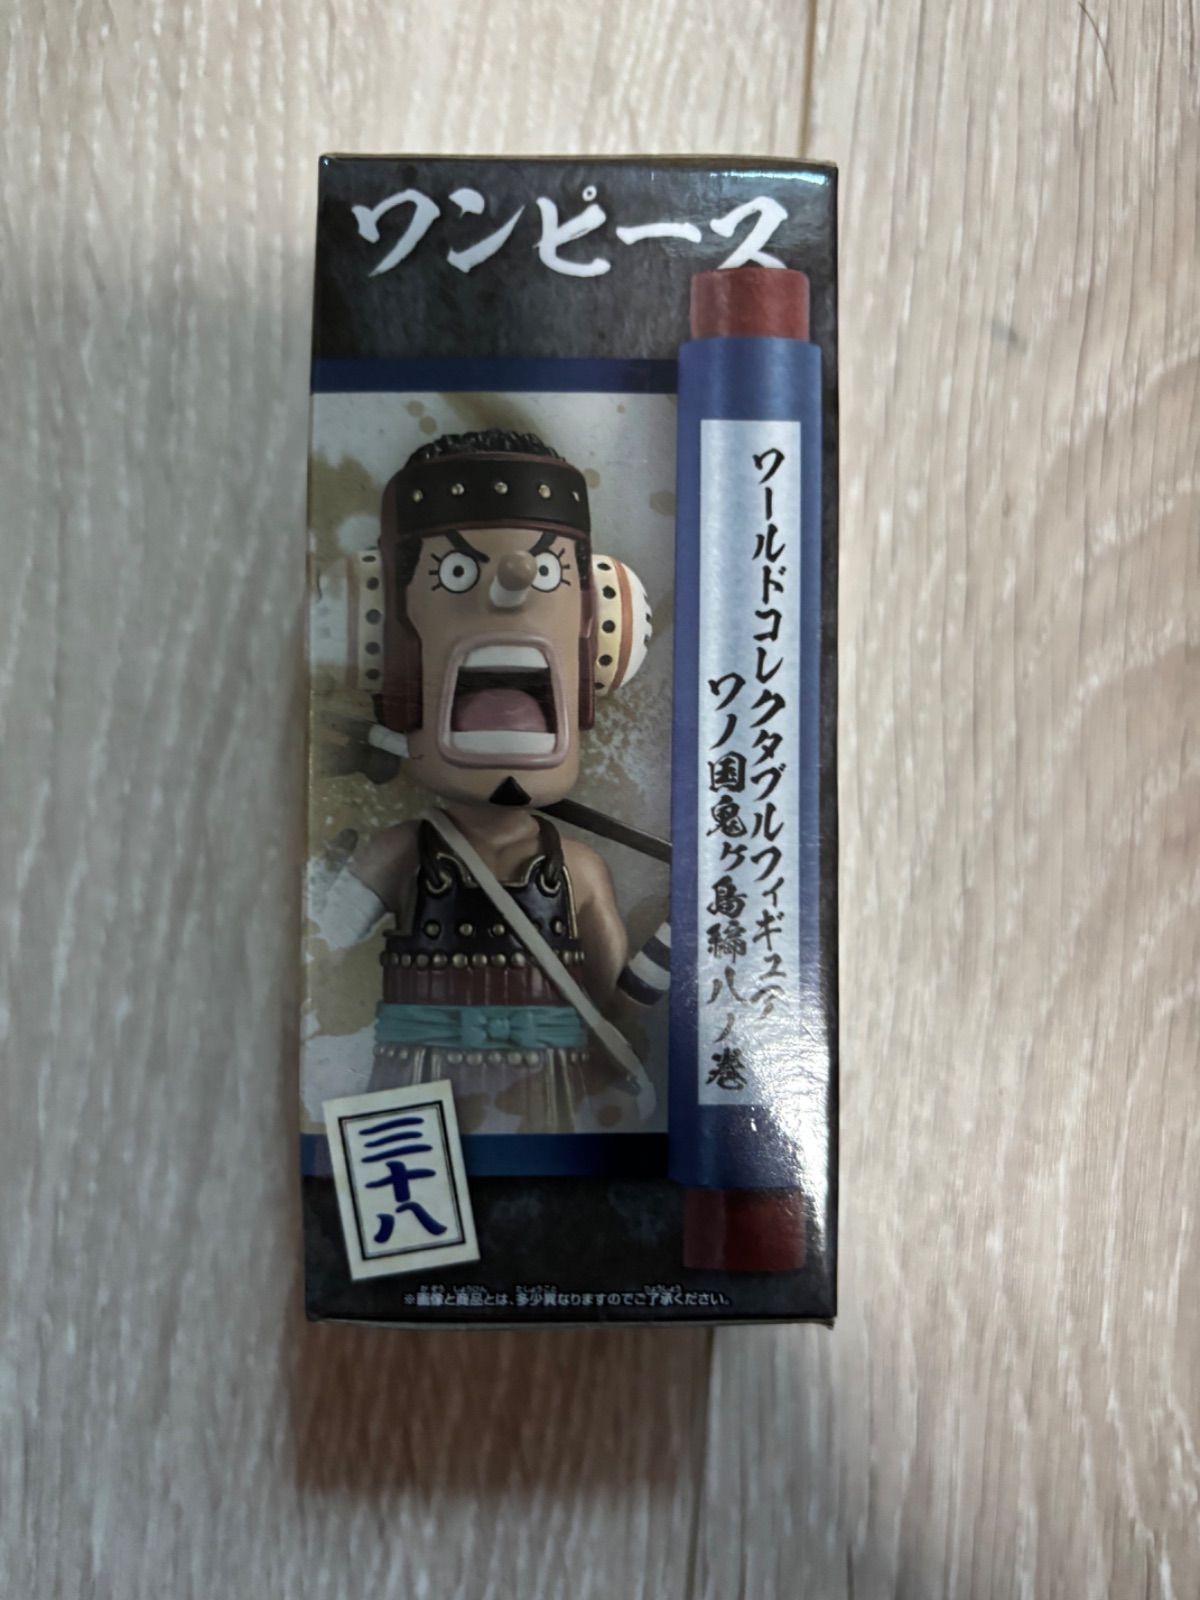 ワンピース
ワールドコレクタブルフィギュア
ワノ国鬼ヶ島編八ノ巻
三十八
※画像と商品とは、多少異なりますのでご了承ください。